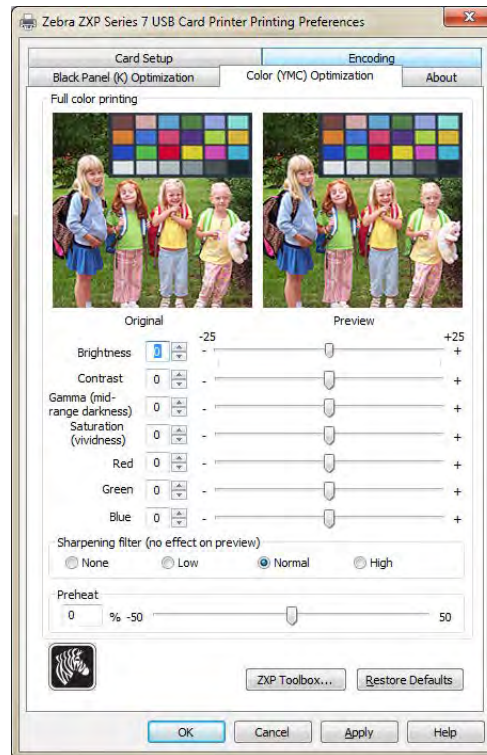 Zebra ZXP Series 7 USB Card Printer Printing Preferences
Card Setup Encoding
Black Panel (K) Optimization Color (YMC) Optimization About
Full color printing
Original Preview
-25 +25
Brightness 0 - +
Contrast 0 - +
Gamma (mid-
range darkness) 0 - +
Saturation
(vividness) 0 - +
Red 0 - +
Green 0 - +
Blue 0 - +
Sharpening filter (no effect on preview)
None Low Normal High
Preheat
0 % -50 50
ZXP Toolbox... Restore Defaults
OK Cancel Apply Help